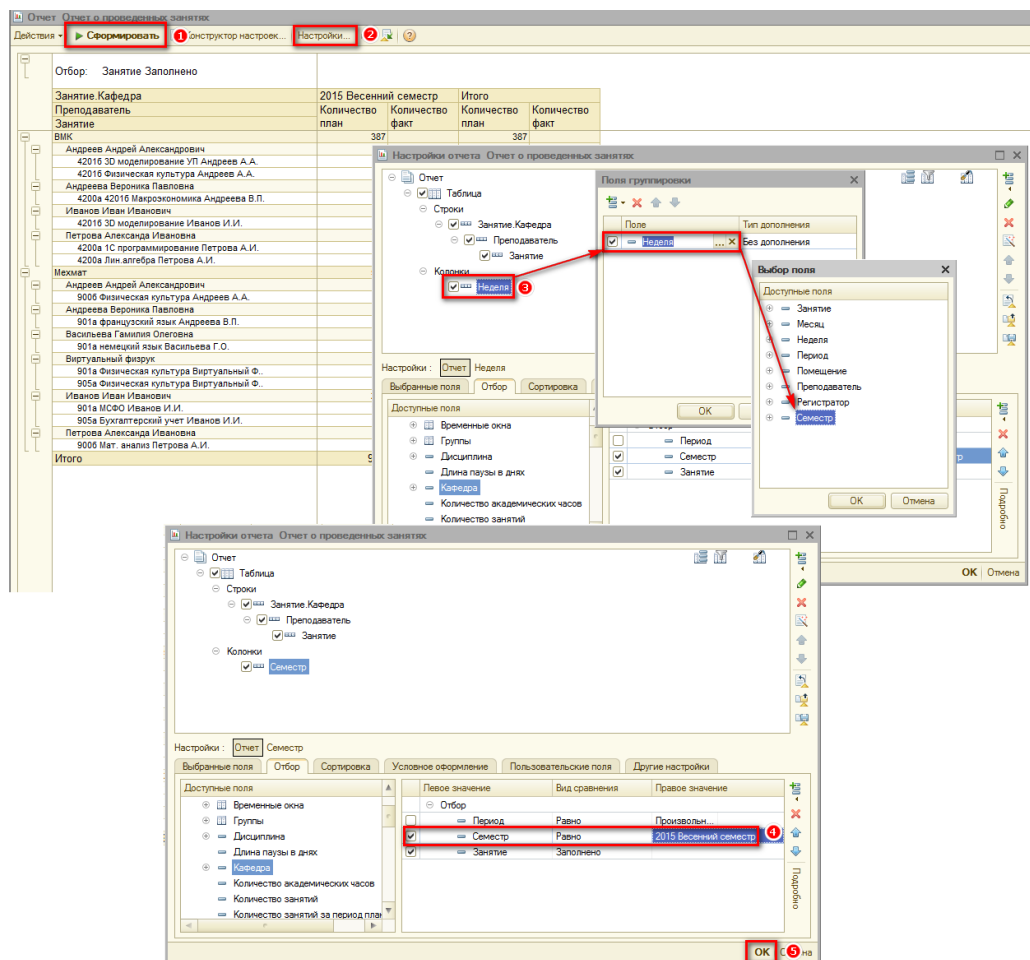 Отчет Отчет о проведенных занятях
Действия Сформировать 1 Конструктор настроек... Настройки... 2
Отбор: Занятие Заполнено
Занятие.Кафедра 2015 Весенний семестр Итого
Преподаватель Количество Количество Количество Количество
Занятие план факт план факт
ВМК 387 387
Андреев Андрей Александрович
4201б 3D моделирование УП Андреев А.А.
4201б Физическая культура Андреев А.А.
Андреева Вероника Павловна
4200а 4201б Макроэкономика Андреева В.П.
Иванов Иван Иванович
4201б 3D моделирование Иванов И.И.
Петрова Александа Ивановна
4200а 1С программирование Петрова А.И.
4200а Лин.алгебра Петрова А.И.
Мехмат
Андреев Андрей Александрович
900б Физическая культура Андреев А.А.
Андреева Вероника Павловна
901а французский язык Андреева В.П.
Васильева Гамилия Олеговна
901а немецкий язык Васильева Г.О.
Виртуальный физрук
901а Физическая культура Виртуальный Ф..
905а Физическая культура Виртуальный Ф..
Иванов Иван Иванович
901а МСФО Иванов И.И.
905а Бухгалтерский учет Иванов И.И.
Петрова Александа Ивановна
900б Мат. анализ Петрова А.И.
Итого
Настройки отчета Отчет о проведенных занятях
Отчет
Таблица
Строки
Занятие.Кафедра
Преподаватель
Занятие
Колонки
Неделя 3
Поля группировки
Поле Тип дополнения
Неделя ... Без дополнения
OK
Выбор поля
Доступные поля
Занятие
Месяц
Неделя
Период
Помещение
Преподаватель
Регистратор
Семестр
OK Отмена
Настройки : Отчет Неделя
Выбранные поля Отбор Сортировка
Доступные поля
Временные окна
Группы
Дисциплина
Длина паузы в днях
Кафедра
Количество академических часов
Количество занятий
Период
Семестр
Занятие
Подробно
OK Отмена
Настройки отчета Отчет о проведенных занятях
Отчет
Таблица
Строки
Занятие.Кафедра
Преподаватель
Занятие
Колонки
Семестр
Настройки : Отчет Семестр
Выбранные поля Отбор Сортировка Условное оформление Пользовательские поля Другие настройки
Доступные поля
Временные окна
Группы
Дисциплина
Длина паузы в днях
Кафедра
Количество академических часов
Количество занятий
Количество занятий за период план
Левое значение Вид сравнения Правое значение
Отбор
Период Равно Произвольн...
Семестр Равно 2015 Весенний семестр 4
Занятие Заполнено
Подробно
OK 5